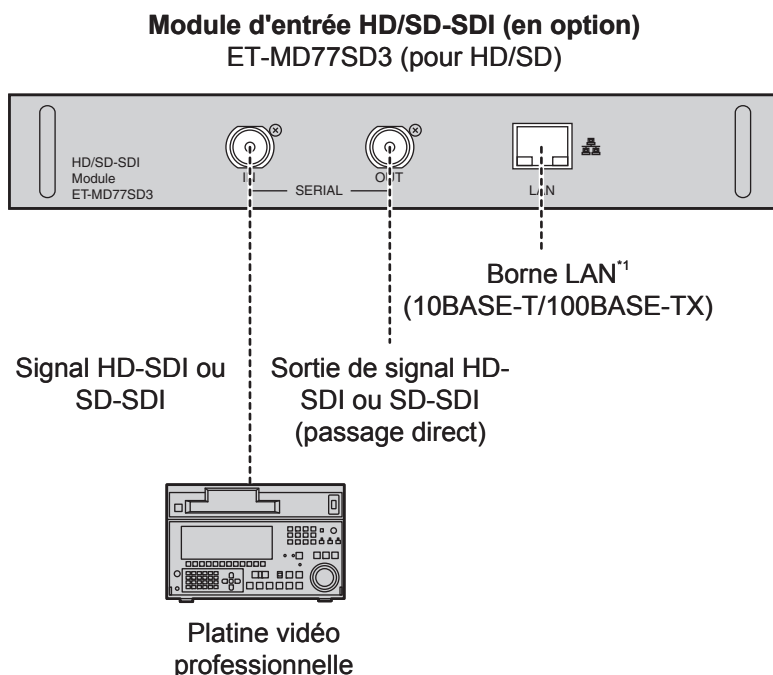 Module d'entrée HD/SD-SDI (en option)
ET-MD77SD3 (pour HD/SD)
HD/SD-SDI
Module
ET-MD77SD3
IN
SERIAL
OUT
LAN
Borne LAN*1
(10BASE-T/100BASE-TX)
Signal HD-SDI ou
SD-SDI
Sortie de signal HD-
SDI ou SD-SDI
(passage direct)
Platine vidéo
professionnelle